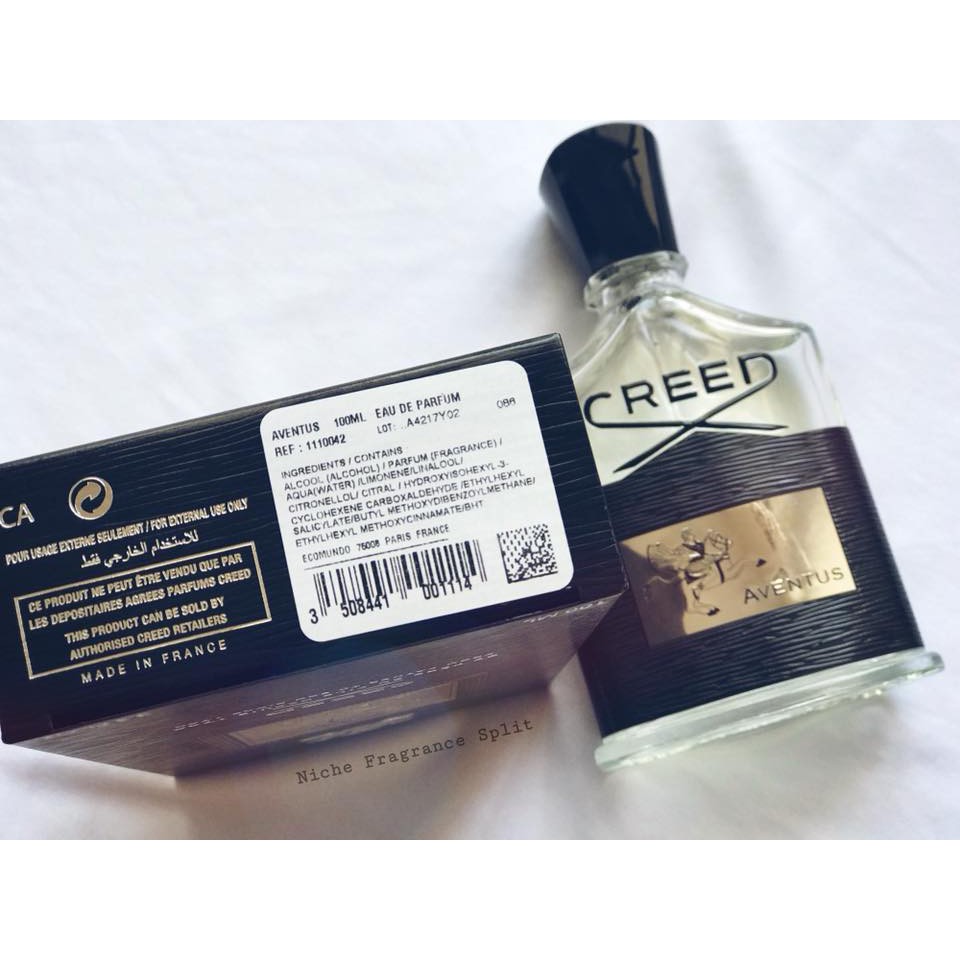 CREED
AVENTUS
AVENTUS 100ML EAU DE PARFUM 086
REF : 1110042 LOT: ..A4217Y02
INGREDIENTS / CONTAINS
ALCOOL (ALCOHOL) / PARFUM (FRAGRANCE) /
AQUA(WATER) /LIMONENE/LINALOOL/
CITRONELLOL/ CITRAL / HYDROXYISOHEXYL -3-
CYCLOHEXENE CARBOXALDEHYDE /ETHYLHEXYL
SALICYLATE/BUTYL METHOXYDIBENZOYLMETHANE/
ETHYLHEXYL METHOXYCINNAMATE/BHT
ECOMUNDO 75008 PARIS FRANCE
3 508441 001114
CA
POUR USAGE EXTERNE SEULEMENT / FOR EXTERNAL USE ONLY
للاستخدام الخارجي فقط
CE PRODUIT NE PEUT ÊTRE VENDU QUE PAR
LES DEPOSITAIRES AGREES PARFUMS CREED
THIS PRODUCT CAN BE SOLD BY
AUTHORISED CREED RETAILERS
MADE IN FRANCE
Niche Fragrance Split